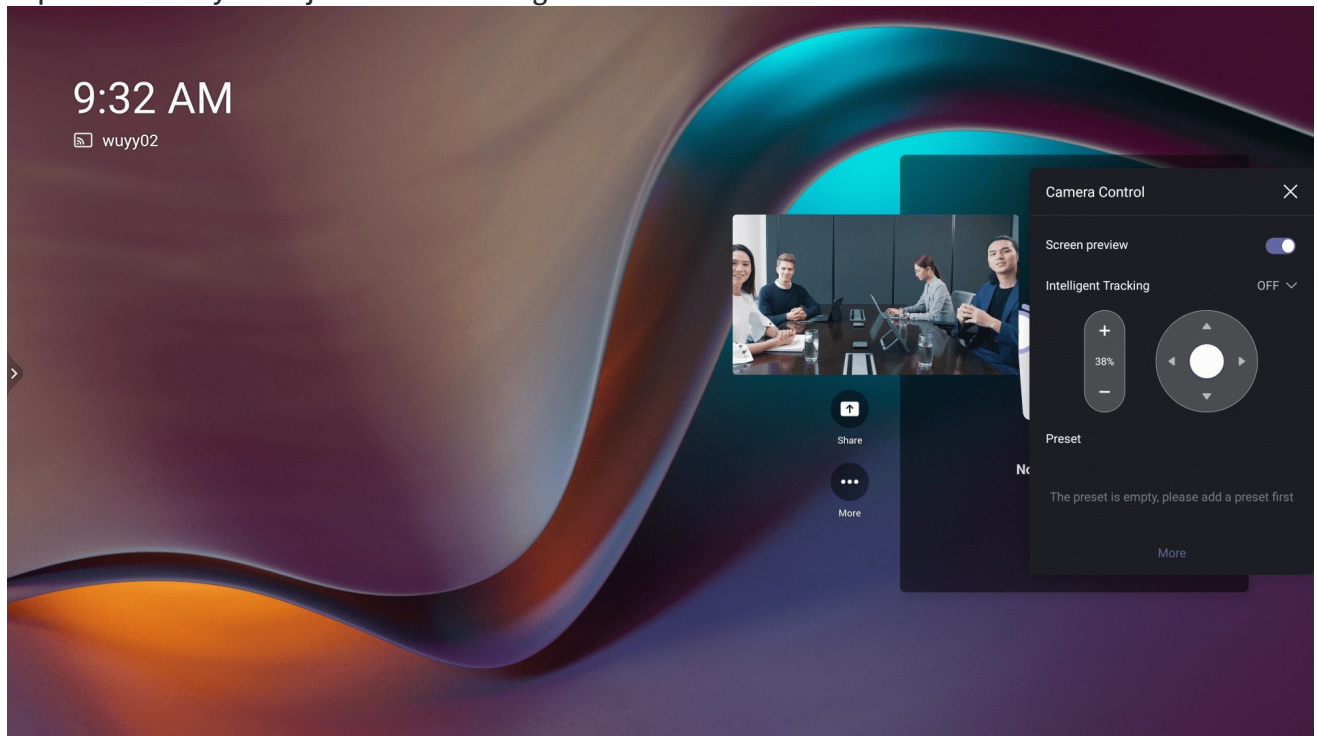 9:32 AM
wuyy02
Camera Control
Screen preview
Intelligent Tracking OFF
+
38%
−
Share
Preset
No
The preset is empty, please add a preset first
More
More